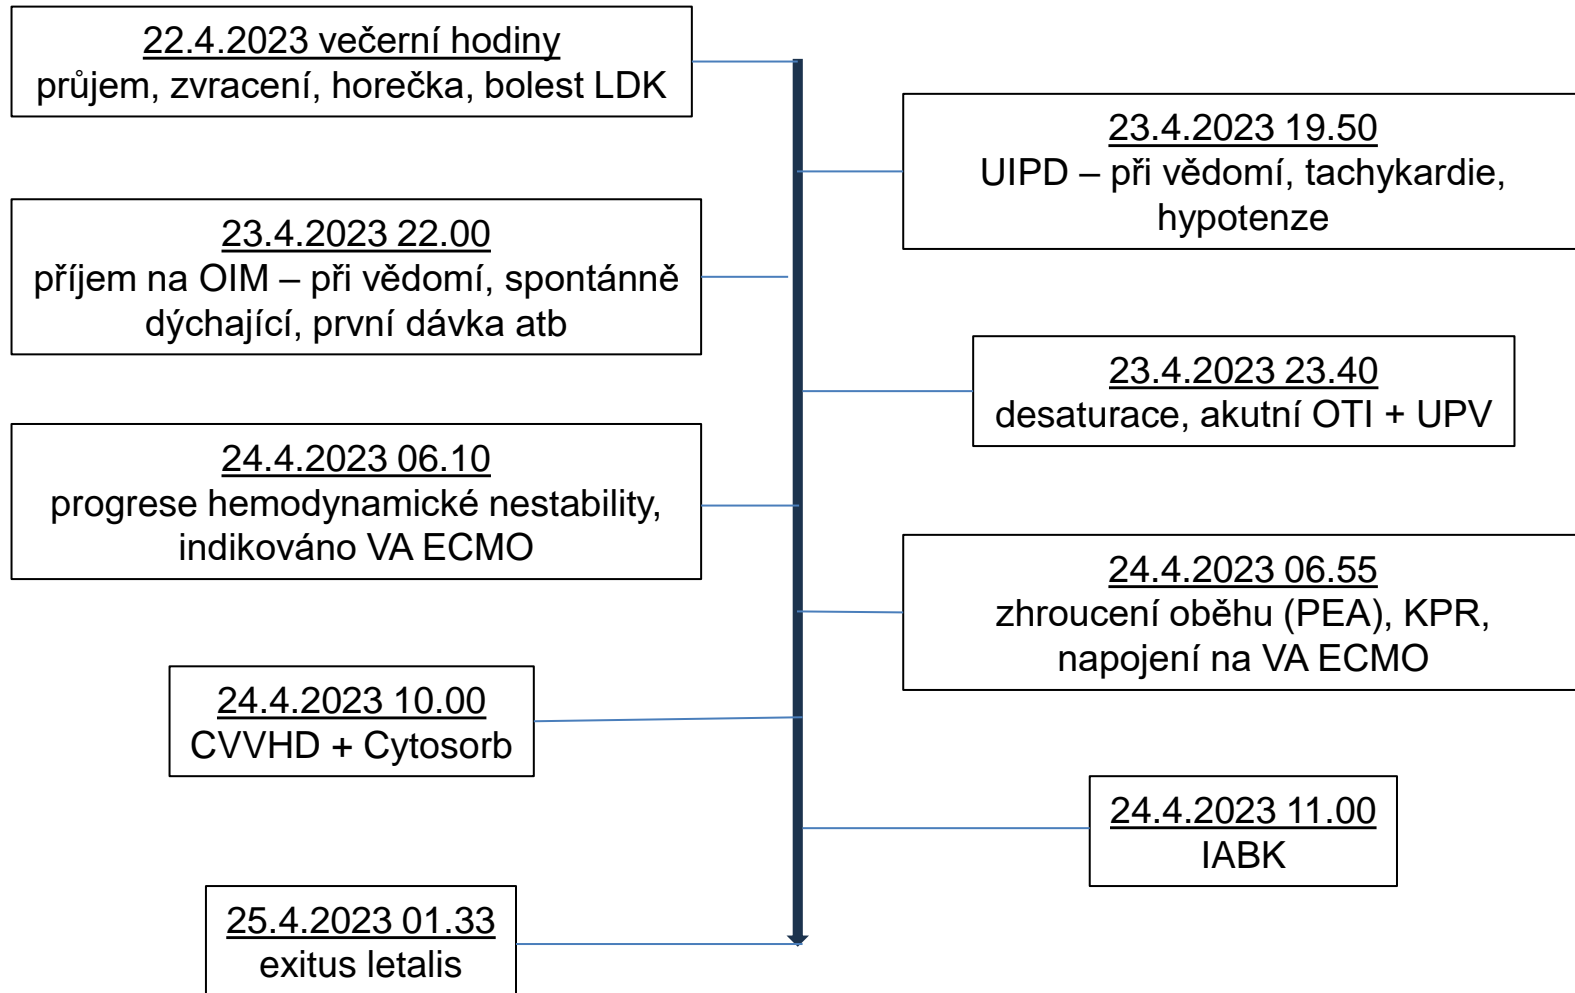 22.4.2023 večerní hodiny
průjem, zvracení, horečka, bolest LDK
23.4.2023 19.50
UIPD – při vědomí, tachykardie,
hypotenze
23.4.2023 22.00
příjem na OIM – při vědomí, spontánně
dýchající, první dávka atb
23.4.2023 23.40
desaturace, akutní OTI + UPV
24.4.2023 06.10
progrese hemodynamické nestability,
indikováno VA ECMO
24.4.2023 06.55
zhroucení oběhu (PEA), KPR,
napojení na VA ECMO
24.4.2023 10.00
CVVHD + Cytosorb
24.4.2023 11.00
IABK
25.4.2023 01.33
exitus letalis